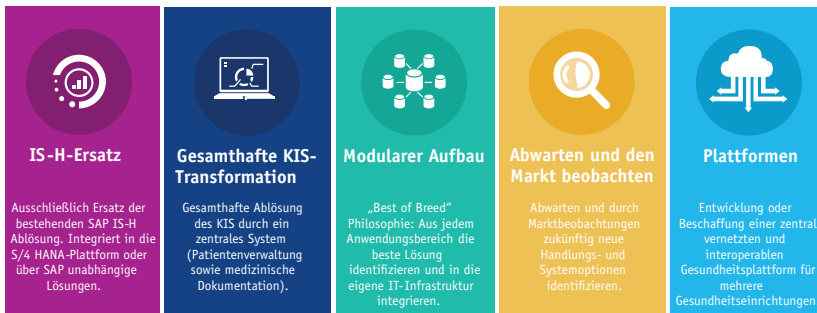 IS-H-Ersatz
Ausschließlich Ersatz der
bestehenden SAP IS-H
Ablösung. Integriert in die
S/4 HANA-Plattform oder
über SAP unabhängige
Lösungen.
Gesamthafte KIS-
Transformation
Gesamthafte Ablösung
des KIS durch ein
zentrales System
(Patientenverwaltung
sowie medizinische
Dokumentation).
Modularer Aufbau
„Best of Breed“
Philosophie: Aus jedem
Anwendungsbereich die
beste Lösung
identifizieren und in die
eigene IT-Infrastruktur
integrieren.
Abwarten und den
Markt beobachten
Abwarten und durch
Marktbeobachtungen
zukünftig neue
Handlungs- und
Systemoptionen
identifizieren.
Plattformen
Entwicklung oder
Beschaffung einer zentral
vernetzten und
interoperablen
Gesundheitsplattform für
mehrere
Gesundheitseinrichtungen